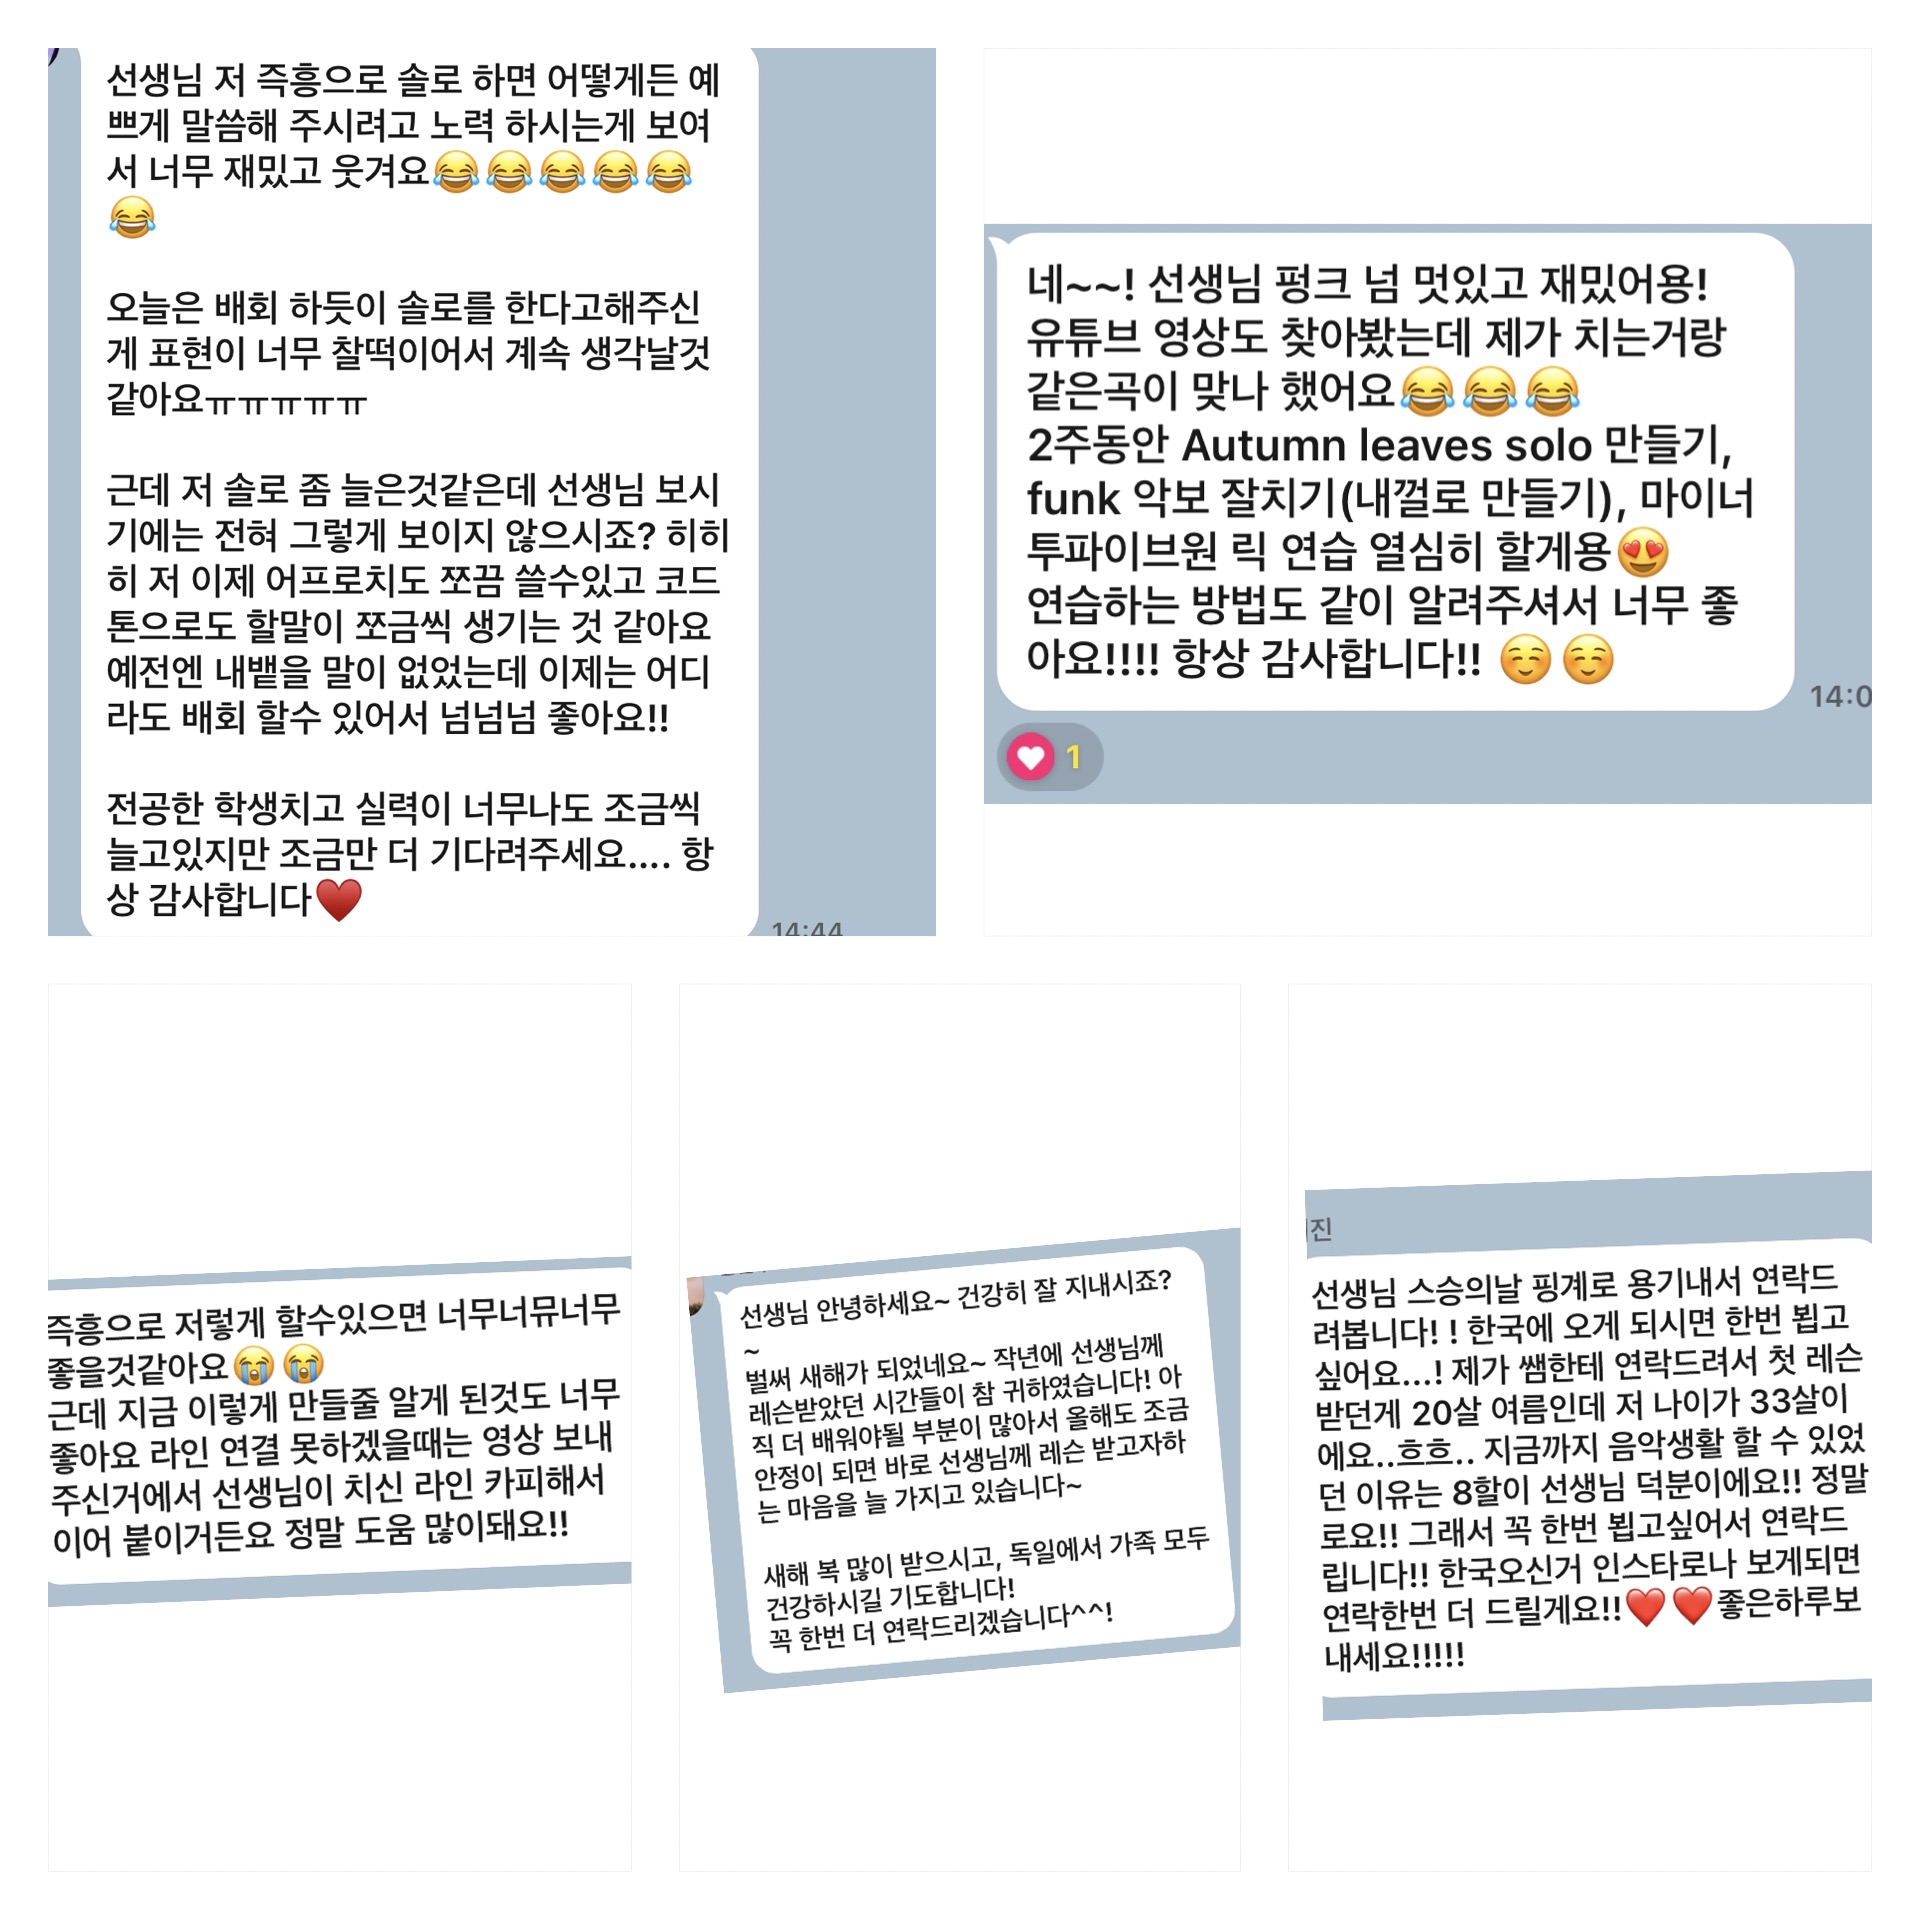 선생님 저 즉흥으로 솔로 하면 어떻게든 예
쁘게 말씀해 주시려고 노력 하시는게 보여
서 너무 재밌고 웃겨요😂😂😂😂😂
😂
오늘은 배회 하듯이 솔로를 한다고해주신
게 표현이 너무 찰떡이어서 계속 생각날것
같아요ㅠㅠㅠㅠㅠ
근데 저 솔로 좀 늘은것같은데 선생님 보시
기에는 전혀 그렇게 보이지 않으시죠? 히히
히 저 이제 어프로치도 쪼끔 쓸수있고 코드
톤으로도 할말이 쪼금씩 생기는 것 같아요
예전엔 내뱉을 말이 없었는데 이제는 어디
라도 배회 할수 있어서 넘넘넘 좋아요!!
전공한 학생치고 실력이 너무나도 조금씩
늘고있지만 조금만 더 기다려주세요.... 항
상 감사합니다♥️
14:44
네~~! 선생님 펑크 넘 멋있고 재밌어용!
유튜브 영상도 찾아봤는데 제가 치는거랑
같은곡이 맞나 했어요😂😂😂
2주동안 Autumn leaves solo 만들기,
funk 악보 잘치기(내껄로 만들기), 마이너
투파이브원 릭 연습 열심히 할게용😍
연습하는 방법도 같이 알려주셔서 너무 좋
아요!!!! 항상 감사합니다!! ☺️☺️
14:0
1
즉흥으로 저렇게 할수있으면 너무너뮤너무
좋을것같아요😭😭
근데 지금 이렇게 만들줄 알게 된것도 너무
좋아요 라인 연결 못하겠을때는 영상 보내
주신거에서 선생님이 치신 라인 카피해서
이어 붙이거든요 정말 도움 많이돼요!!
선생님 안녕하세요~ 건강히 잘 지내시죠?
~
벌써 새해가 되었네요~ 작년에 선생님께
레슨받았던 시간들이 참 귀하였습니다! 아
직 더 배워야될 부분이 많아서 올해도 조금
안정이 되면 바로 선생님께 레슨 받고자하
는 마음을 늘 가지고 있습니다~
새해 복 많이 받으시고, 독일에서 가족 모두
건강하시길 기도합니다!
꼭 한번 더 연락드리겠습니다^^!
진
선생님 스승의날 핑계로 용기내서 연락드
려봅니다! ! 한국에 오게 되시면 한번 뵙고
싶어요...! 제가 쌤한테 연락드려서 첫 레슨
받던게 20살 여름인데 저 나이가 33살이
에요..흐흐.. 지금까지 음악생활 할 수 있었
던 이유는 8할이 선생님 덕분이에요!! 정말
로요!! 그래서 꼭 한번 뵙고싶어서 연락드
립니다!! 한국오신거 인스타로나 보게되면
연락한번 더 드릴게요!!❤️❤️좋은하루보
내세요!!!!!